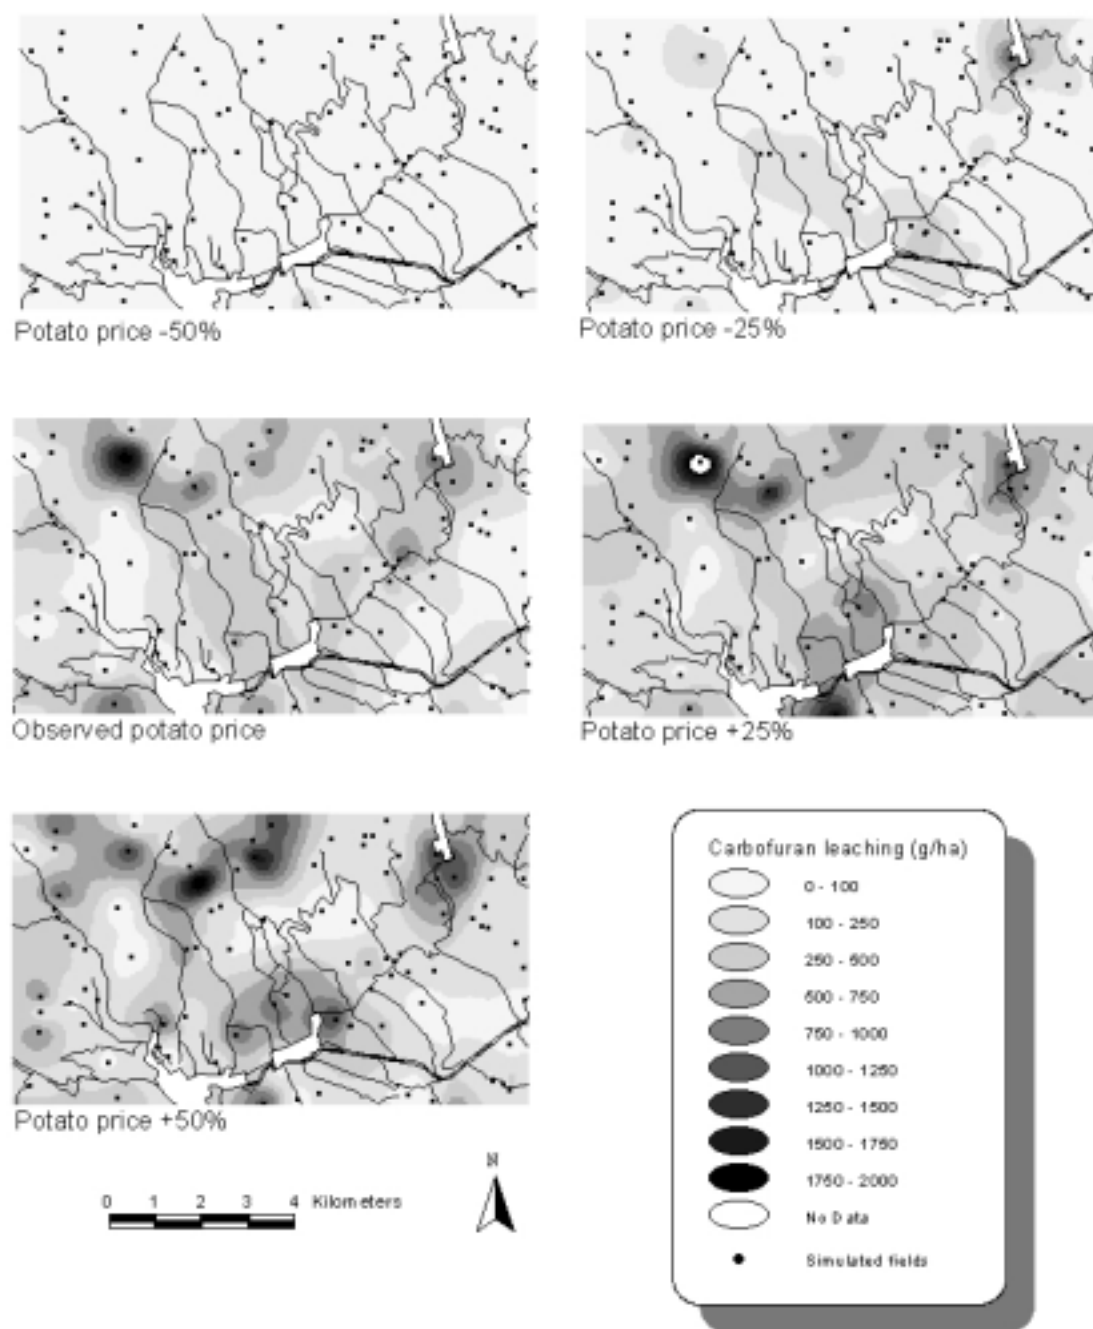 Potato price -50%
Potato price -25%
Observed potato price
Potato price +25%
Potato price +50%
0 1 2 3 4 Kilometers
N
Carbofuran leaching (g/ha)
0 - 100
100 - 250
250 - 500
500 - 750
750 - 1000
1000 - 1250
1250 - 1500
1500 - 1750
1750 - 2000
No Data
Simulated fields